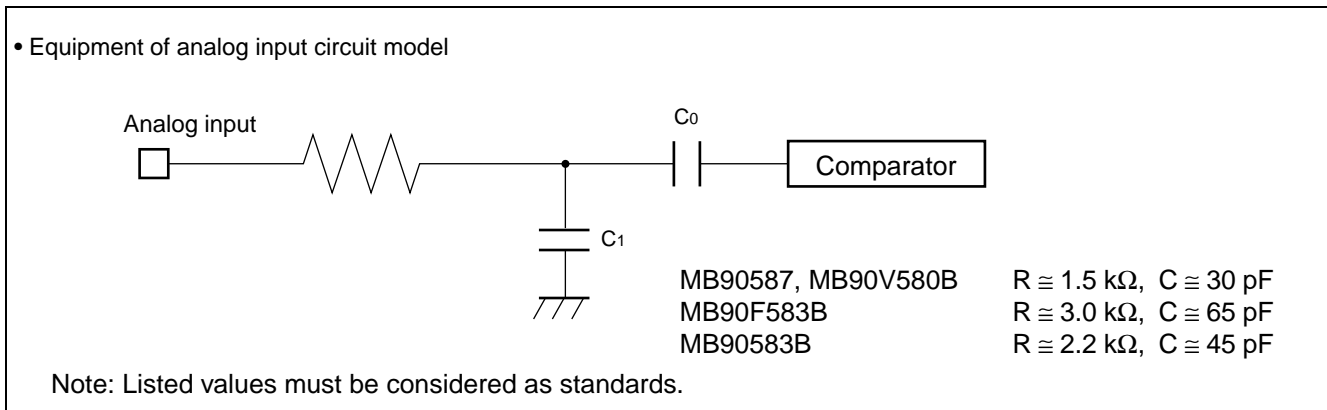 • Equipment of analog input circuit model
Analog input
C0
Comparator
C1
MB90587, MB90V580B R ≅ 1.5 kΩ, C ≅ 30 pF
MB90F583B R ≅ 3.0 kΩ, C ≅ 65 pF
MB90583B R ≅ 2.2 kΩ, C ≅ 45 pF
Note: Listed values must be considered as standards.